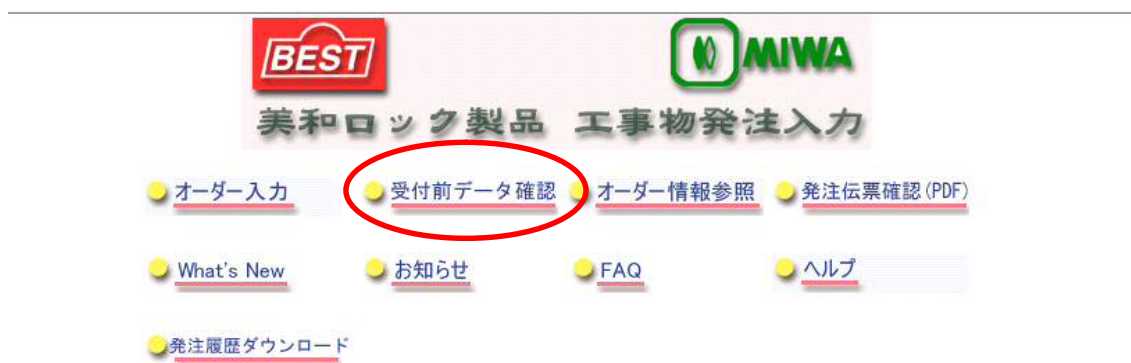 BEST MIWA
美和ロック製品 工事物発注入力
オーダー入力 受付前データ確認 オーダー情報参照 発注伝票確認(PDF)
What's New お知らせ FAQ ヘルプ
発注履歴ダウンロード